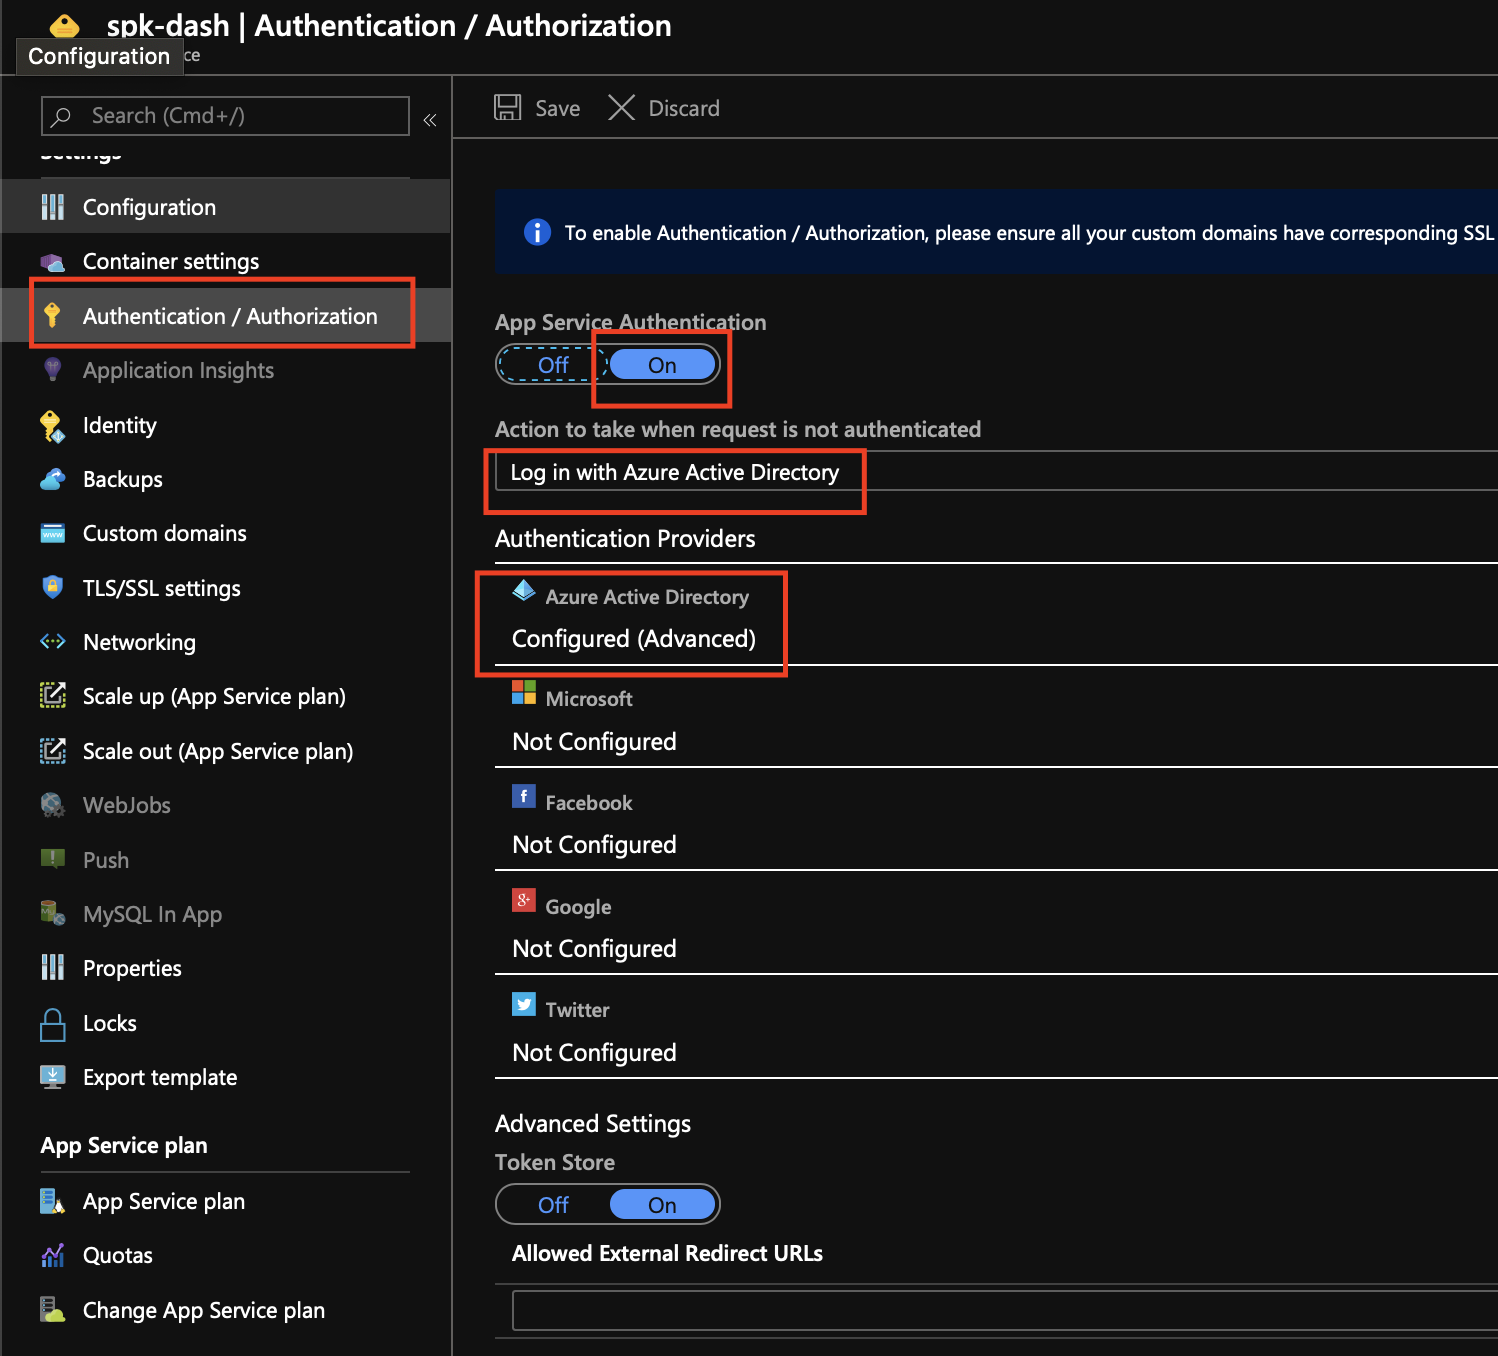 spk-dash | Authentication / Authorization
Configuration
ce
Search (Cmd+/)
«
Settings
Configuration
Container settings
Authentication / Authorization
Application Insights
Identity
Backups
Custom domains
TLS/SSL settings
Networking
Scale up (App Service plan)
Scale out (App Service plan)
WebJobs
Push
MySQL In App
Properties
Locks
Export template
App Service plan
App Service plan
Quotas
Change App Service plan
Save
Discard
To enable Authentication / Authorization, please ensure all your custom domains have corresponding SSL
App Service Authentication
Off On
Action to take when request is not authenticated
Log in with Azure Active Directory
Authentication Providers
Azure Active Directory
Configured (Advanced)
Microsoft
Not Configured
Facebook
Not Configured
Google
Not Configured
Twitter
Not Configured
Advanced Settings
Token Store
Off On
Allowed External Redirect URLs